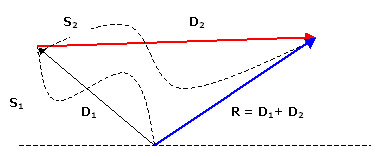 S₂ D₂
S₁ D₁ R = D₁+ D₂